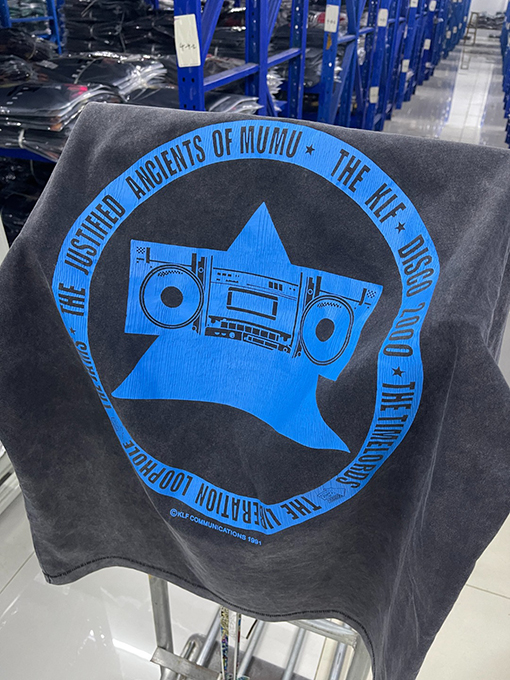 THE JUSTIFIED ANCIENTS OF MUMU ★ THE KLF ★ DISCO 2000 ★ THE TIMELORDS THE LIBERATION LOOPHOLE
©KLF COMMUNICATIONS 1991